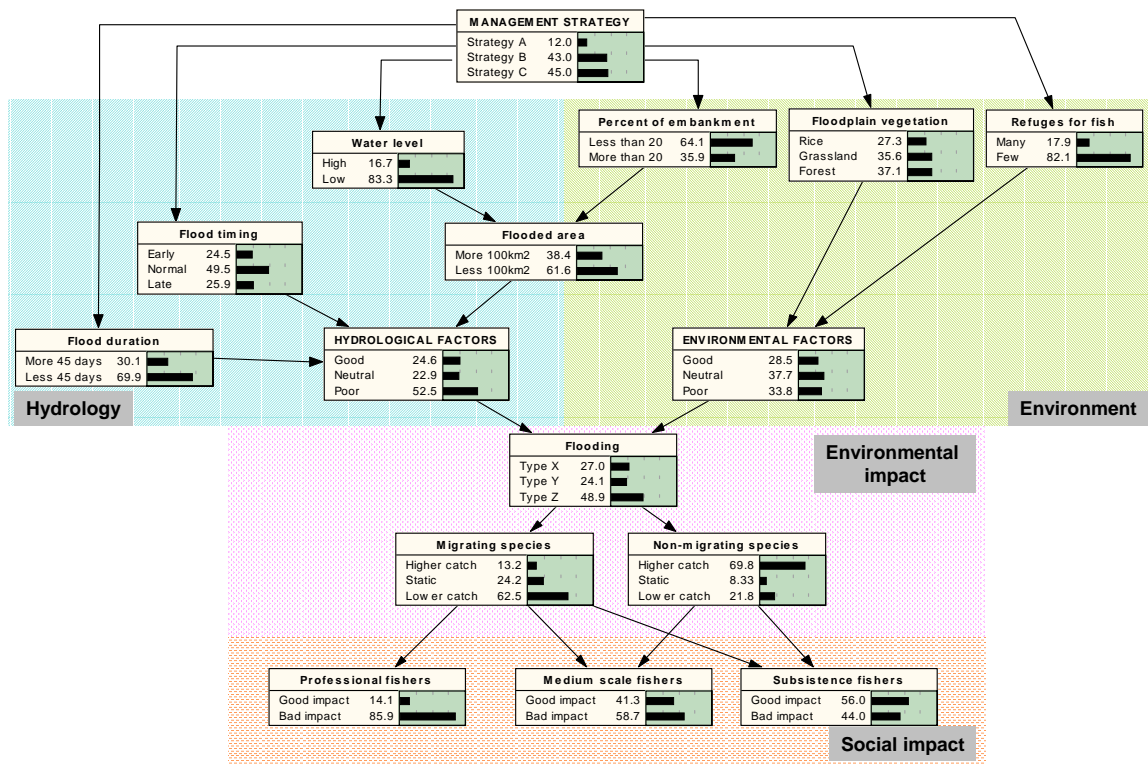 MANAGEMENT STRATEGY
Strategy A 12.0
Strategy B 43.0
Strategy C 45.0
Percent of embankment
Less than 20 64.1
More than 20 35.9
Floodplain vegetation
Rice 27.3
Grassland 35.6
Forest 37.1
Refuges for fish
Many 17.9
Few 82.1
Water level
High 16.7
Low 83.3
Flood timing
Early 24.5
Normal 49.5
Late 25.9
Flooded area
More 100km2 38.4
Less 100km2 61.6
Flood duration
More 45 days 30.1
Less 45 days 69.9
HYDROLOGICAL FACTORS
Good 24.6
Neutral 22.9
Poor 52.5
ENVIRONMENTAL FACTORS
Good 28.5
Neutral 37.7
Poor 33.8
Hydrology
Environment
Flooding
Type X 27.0
Type Y 24.1
Type Z 48.9
Environmental
impact
Migrating species
Higher catch 13.2
Static 24.2
Lower catch 62.5
Non-migrating species
Higher catch 69.8
Static 8.33
Lower catch 21.8
Professional fishers
Good impact 14.1
Bad impact 85.9
Medium scale fishers
Good impact 41.3
Bad impact 58.7
Subsistence fishers
Good impact 56.0
Bad impact 44.0
Social impact